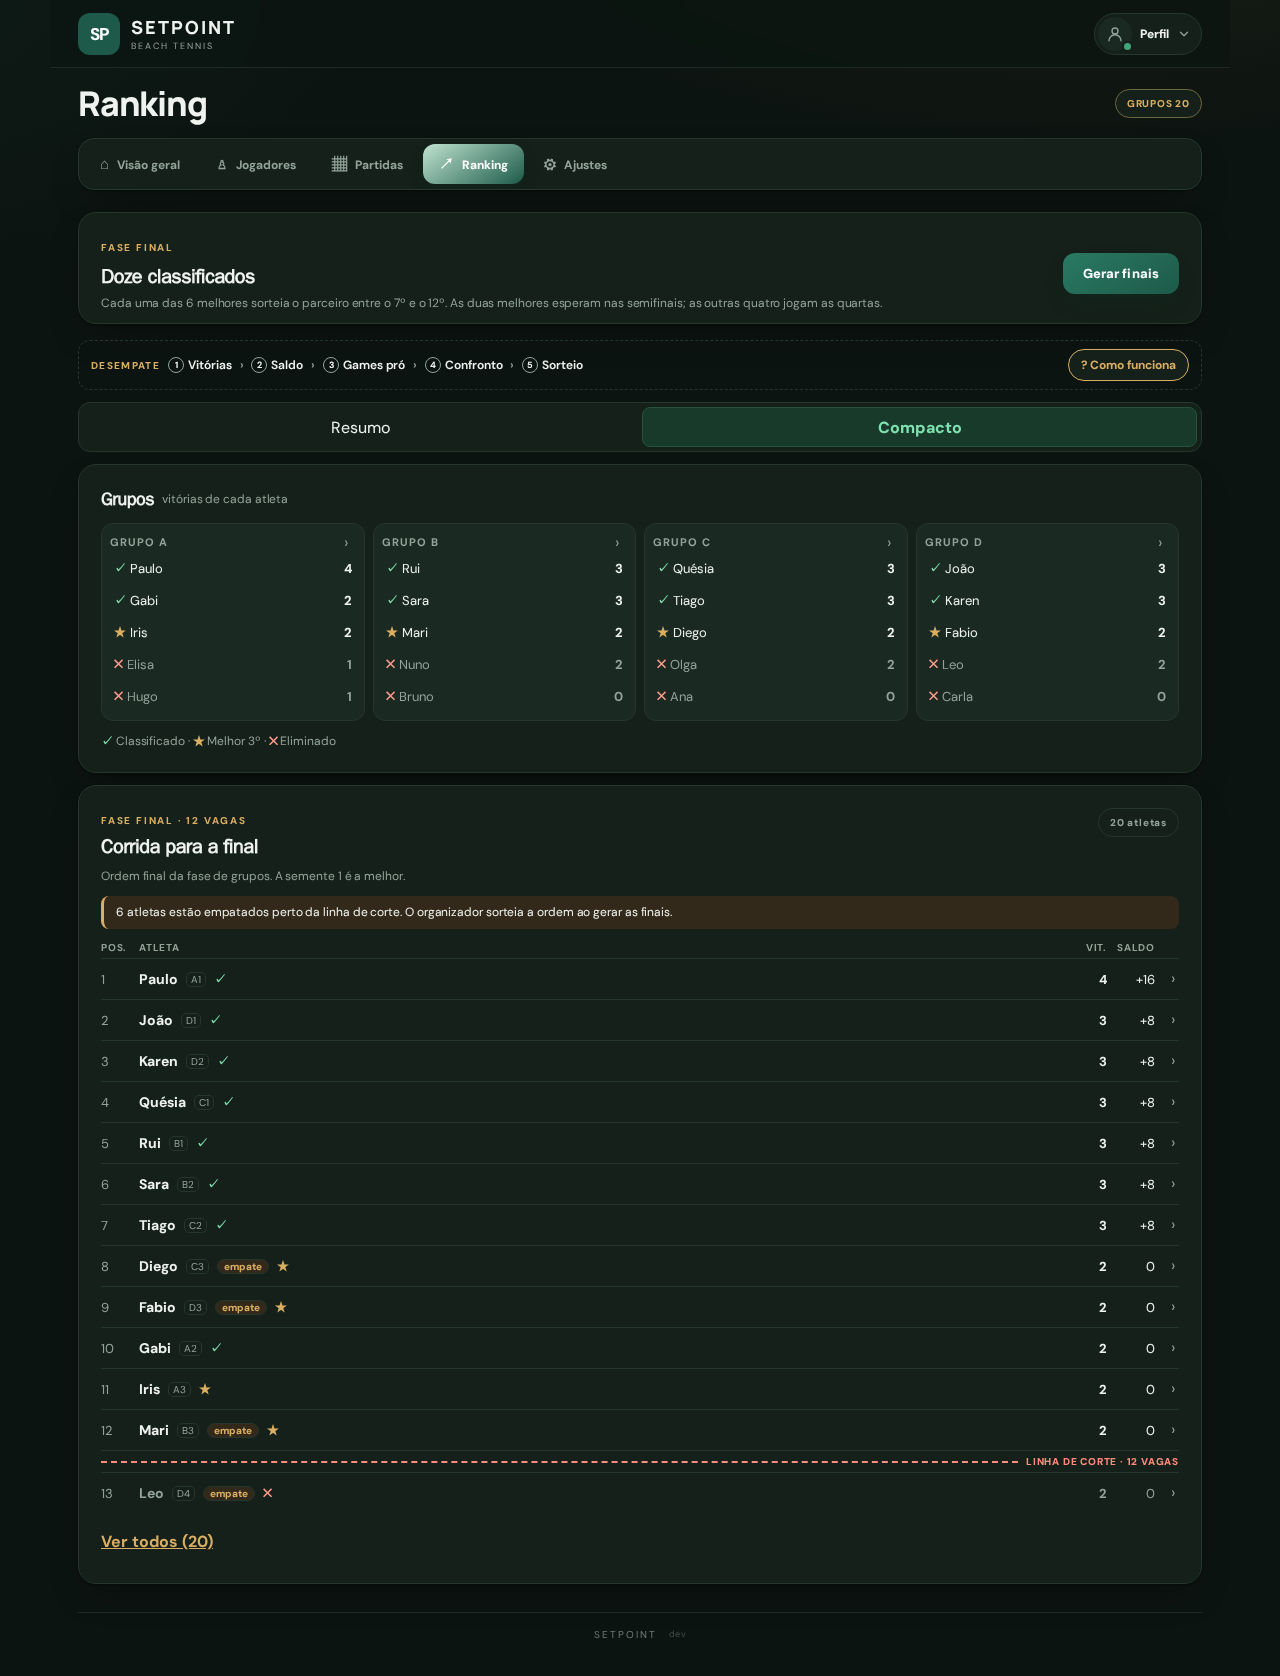 SP
SETPOINT
BEACH TENNIS
Perfil
Ranking
GRUPOS 20
Visão geral
Jogadores
Partidas
Ranking
Ajustes
FASE FINAL
Doze classificados
Cada uma das 6 melhores sorteia o parceiro entre o 7º e o 12º. As duas melhores esperam nas semifinais; as outras quatro jogam as quartas.
Gerar finais
DESEMPATE 1 Vitórias › 2 Saldo › 3 Games pró › 4 Confronto › 5 Sorteio
? Como funciona
Resumo
Compacto
Grupos vitórias de cada atleta
GRUPO A ›
✓ Paulo 4
✓ Gabi 2
★ Iris 2
✕ Elisa 1
✕ Hugo 1
GRUPO B ›
✓ Rui 3
✓ Sara 3
★ Mari 2
✕ Nuno 2
✕ Bruno 0
GRUPO C ›
✓ Quésia 3
✓ Tiago 3
★ Diego 2
✕ Olga 2
✕ Ana 0
GRUPO D ›
✓ João 3
✓ Karen 3
★ Fabio 2
✕ Leo 2
✕ Carla 0
✓ Classificado · ★ Melhor 3º · ✕ Eliminado
FASE FINAL · 12 VAGAS
20 atletas
Corrida para a final
Ordem final da fase de grupos. A semente 1 é a melhor.
6 atletas estão empatados perto da linha de corte. O organizador sorteia a ordem ao gerar as finais.
POS. ATLETA VIT. SALDO
1 Paulo A1 ✓ 4 +16 ›
2 João D1 ✓ 3 +8 ›
3 Karen D2 ✓ 3 +8 ›
4 Quésia C1 ✓ 3 +8 ›
5 Rui B1 ✓ 3 +8 ›
6 Sara B2 ✓ 3 +8 ›
7 Tiago C2 ✓ 3 +8 ›
8 Diego C3 empate ★ 2 0 ›
9 Fabio D3 empate ★ 2 0 ›
10 Gabi A2 ✓ 2 0 ›
11 Iris A3 ★ 2 0 ›
12 Mari B3 empate ★ 2 0 ›
LINHA DE CORTE · 12 VAGAS
13 Leo D4 empate ✕ 2 0 ›
Ver todos (20)
SETPOINT dev